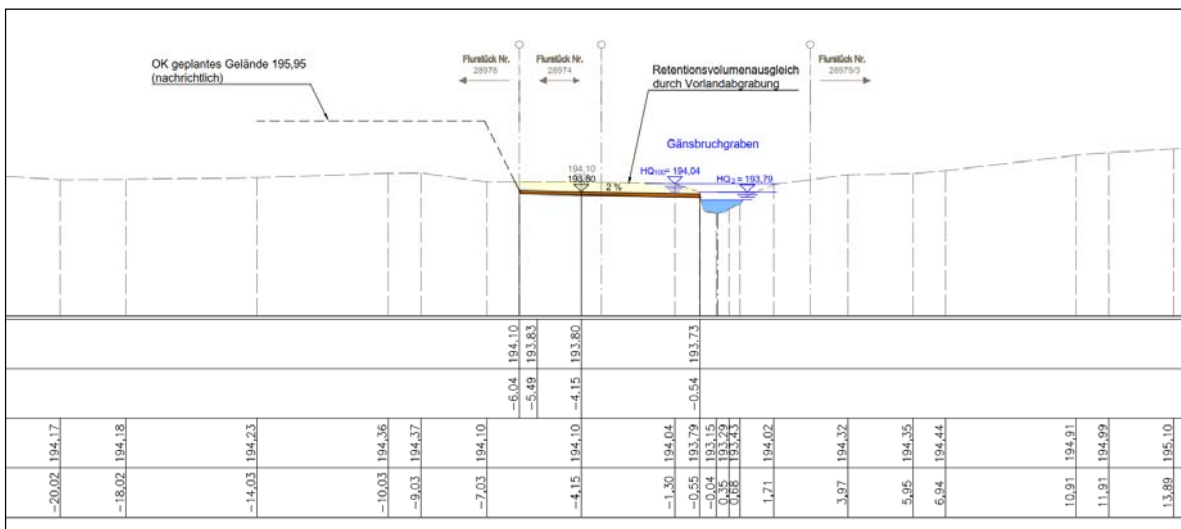 OK geplantes Gelände 195,95
(nachrichtlich)
Flurstück Nr.
28978
Flurstück Nr.
28974
Retentionsvolumenausgleich
durch Vorlandabgrabung
Flurstück Nr.
28979/3
Gänsbruchgraben
194,10
193,80
2 %
HQ100= 194,04
HQ2 = 193,79
194,10 193,83 193,80 193,73
-6,04 -5,49 -4,15 -0,54
194,17 194,18 194,23 194,36 194,37 194,10 194,10 194,04 193,79 193,15 193,29 193,43 194,02 194,32 194,35 194,44 194,91 194,99 195,10
-20,02 -18,02 -14,03 -10,03 -9,03 -7,03 -4,15 -1,30 -0,55 -0,04 0,35 0,68 1,71 3,97 5,95 6,94 10,91 11,91 13,89